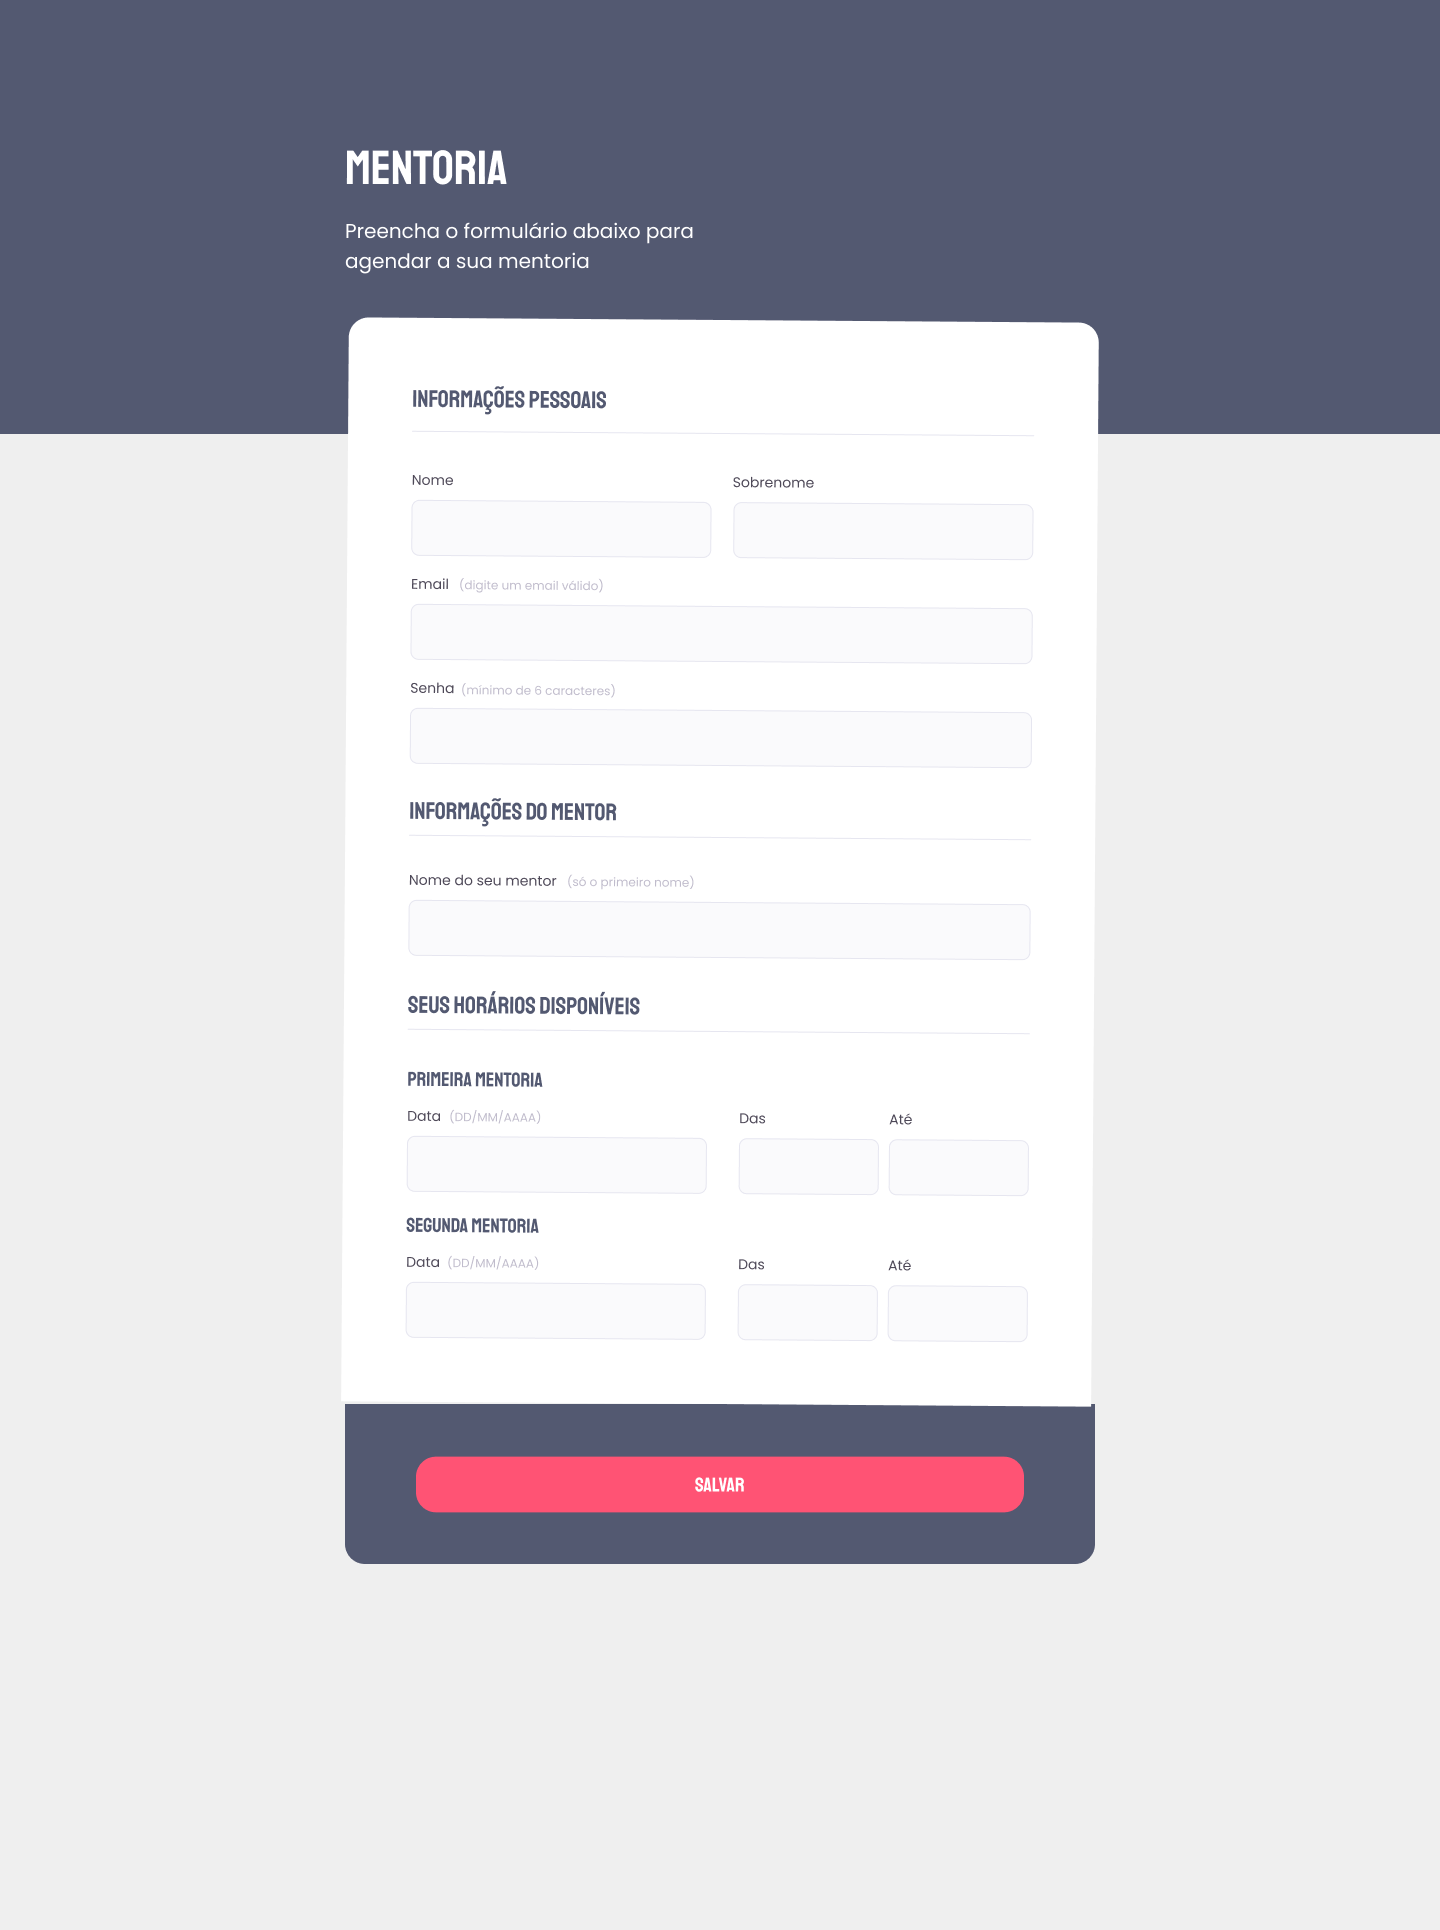 MENTORIA
Preencha o formulário abaixo para
agendar a sua mentoria
INFORMAÇÕES PESSOAIS
Nome Sobrenome
Email (digite um email válido)
Senha (mínimo de 6 caracteres)
INFORMAÇÕES DO MENTOR
Nome do seu mentor (só o primeiro nome)
SEUS HORÁRIOS DISPONÍVEIS
PRIMEIRA MENTORIA
Data (DD/MM/AAAA) Das Até
SEGUNDA MENTORIA
Data (DD/MM/AAAA) Das Até
SALVAR